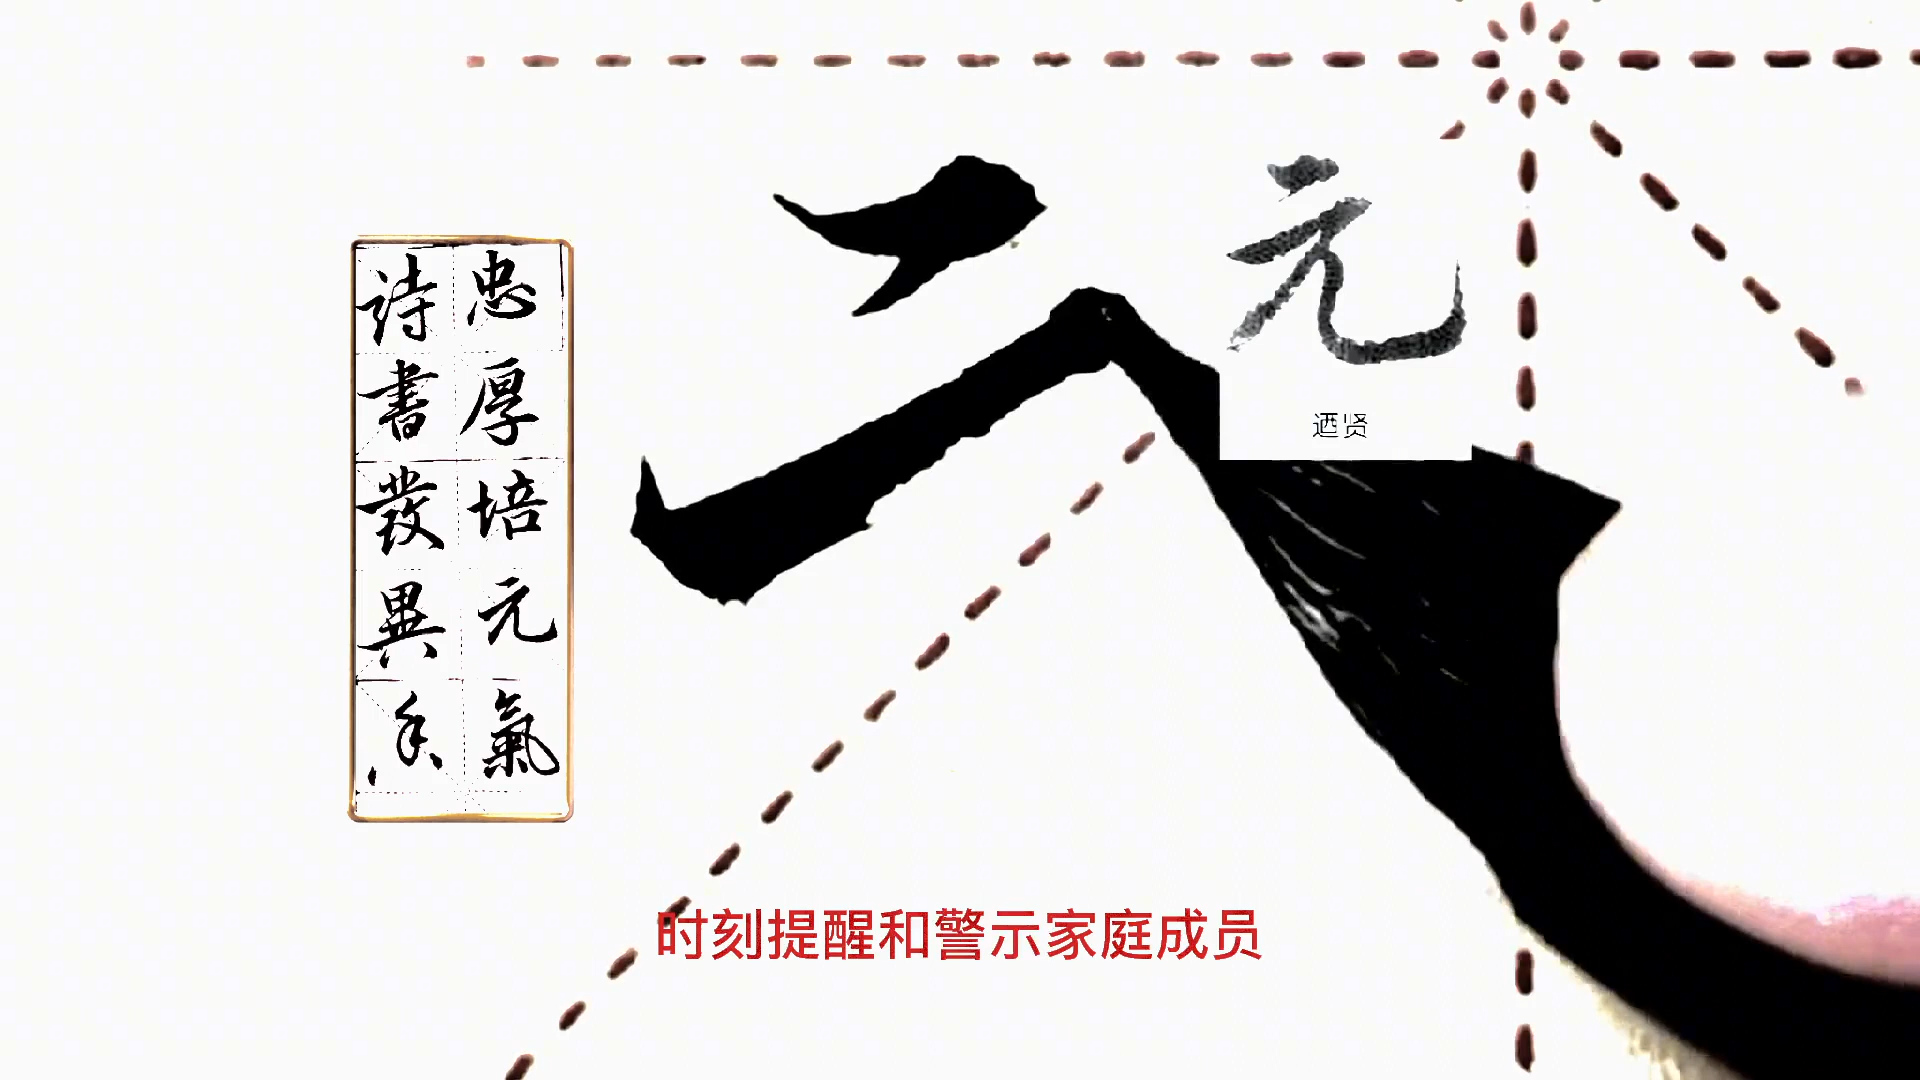 忠厚培元氣
詩書發異香
元
迺贤
时刻提醒和警示家庭成员